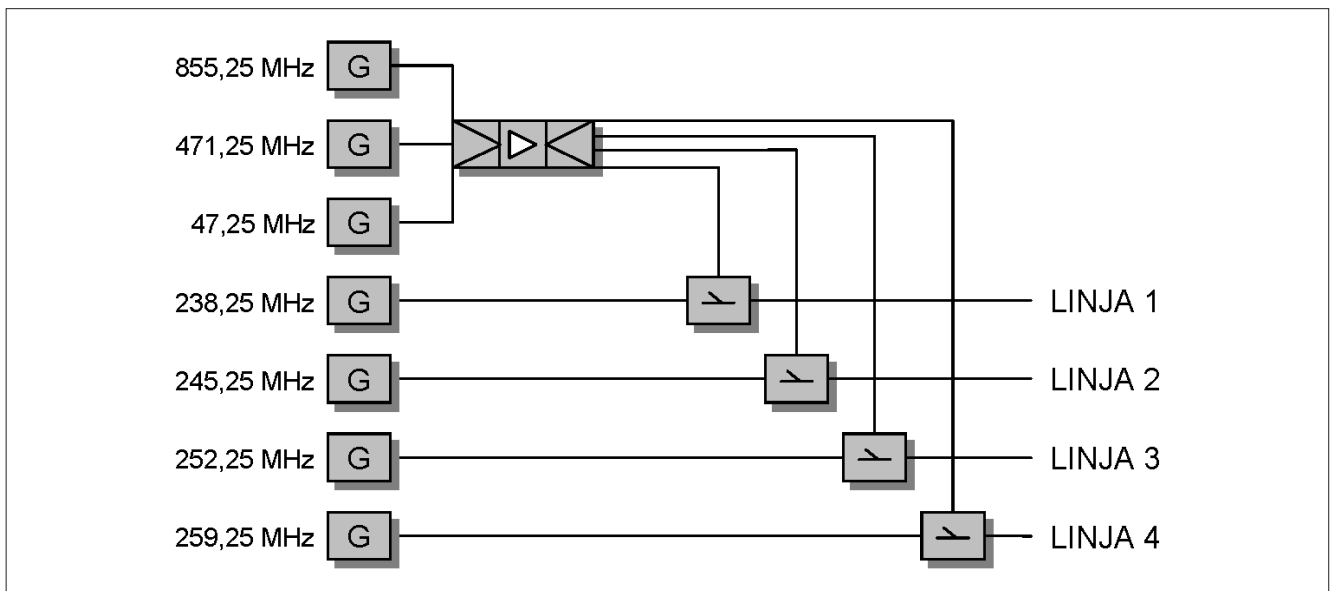 855,25 MHz G
471,25 MHz G
47,25 MHz G
238,25 MHz G LINJA 1
245,25 MHz G LINJA 2
252,25 MHz G LINJA 3
259,25 MHz G LINJA 4